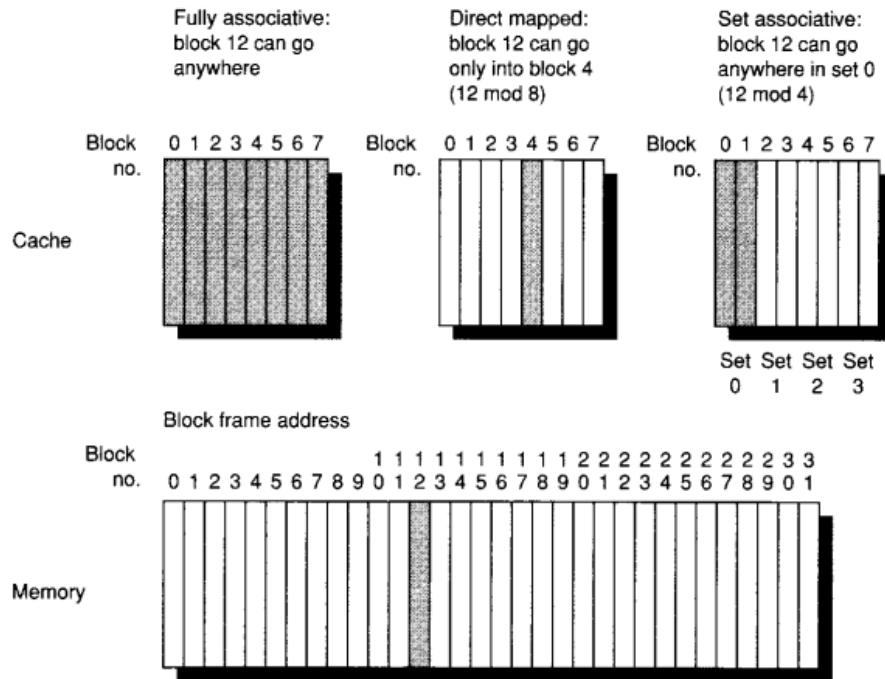 Fully associative:
block 12 can go
anywhere
Direct mapped:
block 12 can go
only into block 4
(12 mod 8)
Set associative:
block 12 can go
anywhere in set 0
(12 mod 4)
Block
no.
0 1 2 3 4 5 6 7
Block
no.
0 1 2 3 4 5 6 7
Block
no.
0 1 2 3 4 5 6 7
Cache
Set Set Set Set
0 1 2 3
Block frame address
Block
no.
1 1 1 1 1 1 1 1 1 1 2 2 2 2 2 2 2 2 2 2 3 3
0 1 2 3 4 5 6 7 8 9 0 1 2 3 4 5 6 7 8 9 0 1 2 3 4 5 6 7 8 9 0 1
Memory